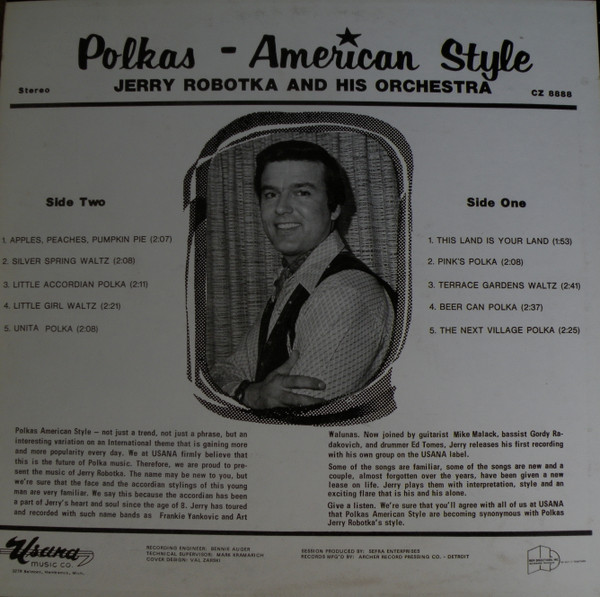 Polkas - American Style
JERRY ROBOTKA AND HIS ORCHESTRA
Stereo
CZ 8888
Side Two
1. APPLES, PEACHES, PUMPKIN PIE (2:07)
2. SILVER SPRING WALTZ (2:08)
3. LITTLE ACCORDIAN POLKA (2:11)
4. LITTLE GIRL WALTZ (2:21)
5. UNITA POLKA (2:08)
Side One
1. THIS LAND IS YOUR LAND (1:53)
2. PINK'S POLKA (2:08)
3. TERRACE GARDENS WALTZ (2:41)
4. BEER CAN POLKA (2:37)
5. THE NEXT VILLAGE POLKA (2:25)
Polkas American Style — not just a trend, not just a phrase, but an
interesting variation on an International theme that is gaining more
and more popularity every day. We at USANA firmly believe that
this is the future of Polka music. Therefore, we are proud to pre-
sent the music of Jerry Robotka. The name may be new to you, but
we're sure that the face and the accordian stylings of this young
man are very familiar. We say this because the accordian has been
a part of Jerry's heart and soul since the age of 8. Jerry has toured
and recorded with such name bands as Frankie Yankovic and Art
Walunas. Now joined by guitarist Mike Malack, bassist Gordy Ra-
dakovich, and drummer Ed Tomes, Jerry releases his first recording
with his own group on the USANA label.
Some of the songs are familiar, some of the songs are new and a
couple, almost forgotten over the years, have been given a new
lease on life. Jerry plays them with interpretation, style and an
exciting flare that is his and his alone.
Give a listen. We're sure that you'll agree with all of us at USANA
that Polkas American Style are becoming synonymous with Polkas
Jerry Robotka's style.
Usana
MUSIC CO.
RECORDING ENGINEER: DENNIS AUGER
TECHNICAL SUPERVISOR: MARK KRAMARICH
COVER DESIGN: VAL ZARSKI
SESSION PRODUCED BY: SEFRA ENTERPRISES
RECORDS MFG'D BY: ARCHER RECORD PRESSING CO. - DETROIT